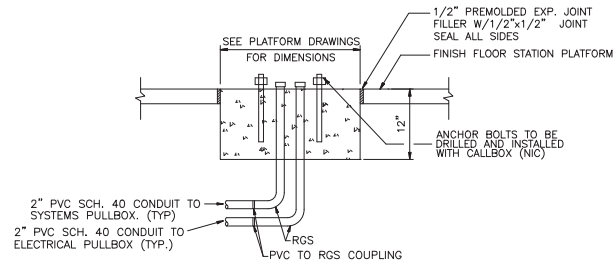 1/2" PREMOLDED EXP. JOINT
FILLER W/1/2"x1/2" JOINT
SEAL ALL SIDES
SEE PLATFORM DRAWINGS
FOR DIMENSIONS
FINISH FLOOR STATION PLATFORM
12"
ANCHOR BOLTS TO BE
DRILLED AND INSTALLED
WITH CALLBOX (NIC)
2" PVC SCH. 40 CONDUIT TO
SYSTEMS PULLBOX. (TYP)
2" PVC SCH. 40 CONDUIT TO
ELECTRICAL PULLBOX (TYP.)
RGS
PVC TO RGS COUPLING